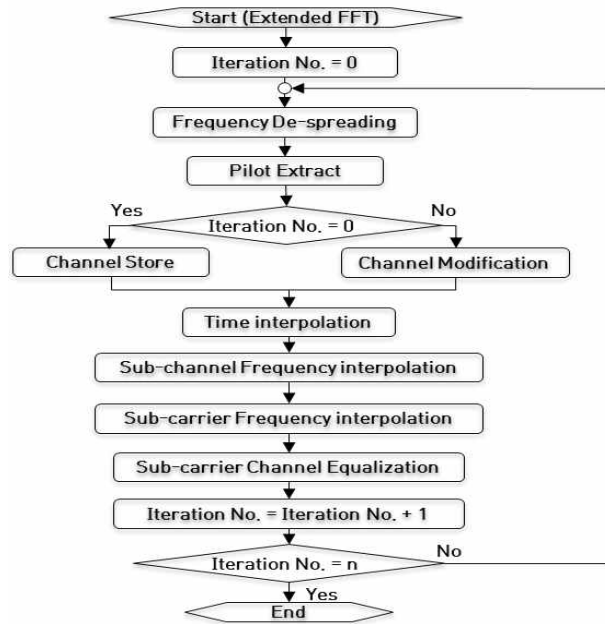 Start (Extended FFT)
Iteration No. = 0
Frequency De-spreading
Pilot Extract
Yes
No
Iteration No. = 0
Channel Store
Channel Modification
Time interpolation
Sub-channel Frequency interpolation
Sub-carrier Frequency interpolation
Sub-carrier Channel Equalization
Iteration No. = Iteration No. + 1
No
Iteration No. = n
Yes
End